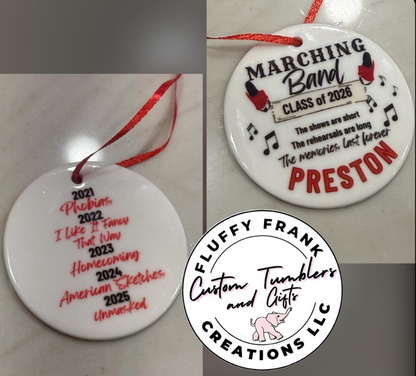 MARCHING
Band
CLASS of 2026
The shows are short
The rehearsals are long
The memories last forever
PRESTON
2021
Phobias
2022
I Like It Fancy
That Way
2023
Homecoming
2024
American Sketches
2025
Unmasked
FLUFFY FRANK
Custom Tumblers
and Gifts
CREATIONS LLC